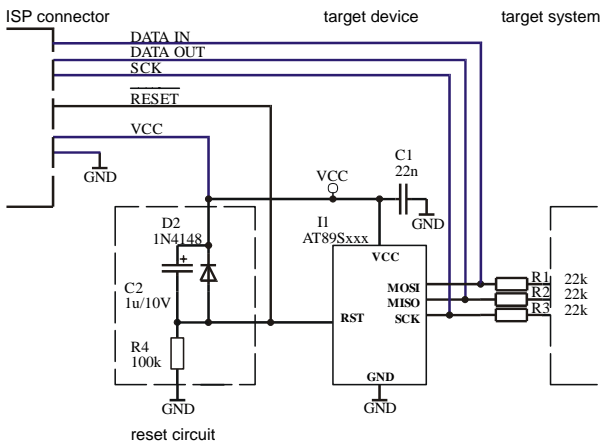 ISP connector
target device
target system
DATA IN
DATA OUT
SCK
RESET
VCC
GND
C1
22n
VCC
GND
D2
1N4148
+
I1
AT89Sxxx
VCC
C2
1u/10V
MOSI
MISO
SCK
RST
R1
22k
R2
22k
R3
22k
R4
100k
GND
GND
GND
reset circuit